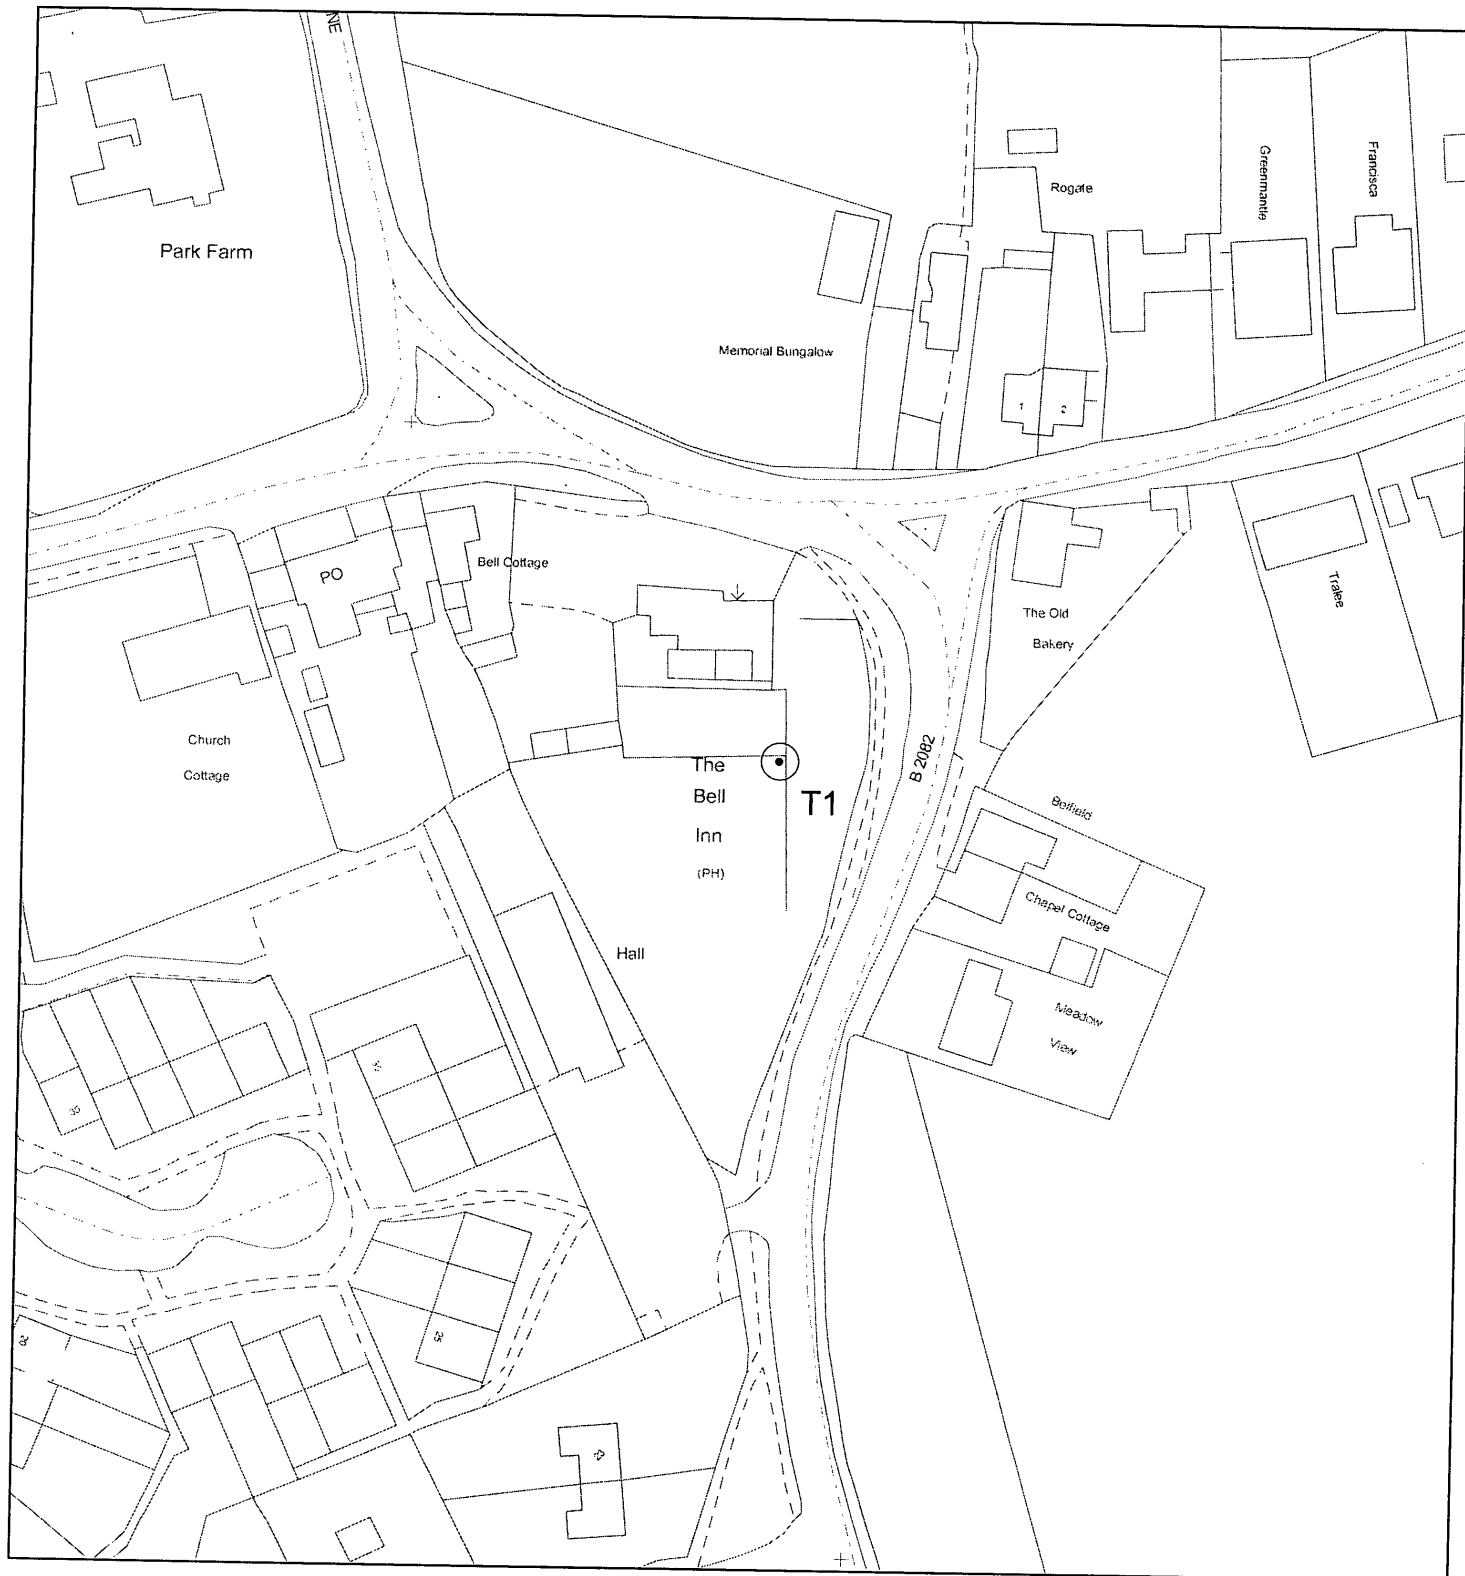 NE
Park Farm
Rogate
Greenmantle
Francisca
Memorial Bungalow
1
2
PO
Bell Cottage
The Old
Bakery
Tralee
Church
Cottage
B 2082
The
Bell
Inn
(PH)
T1
Belfield
Chapel Cottage
Hall
Meadow
View
35